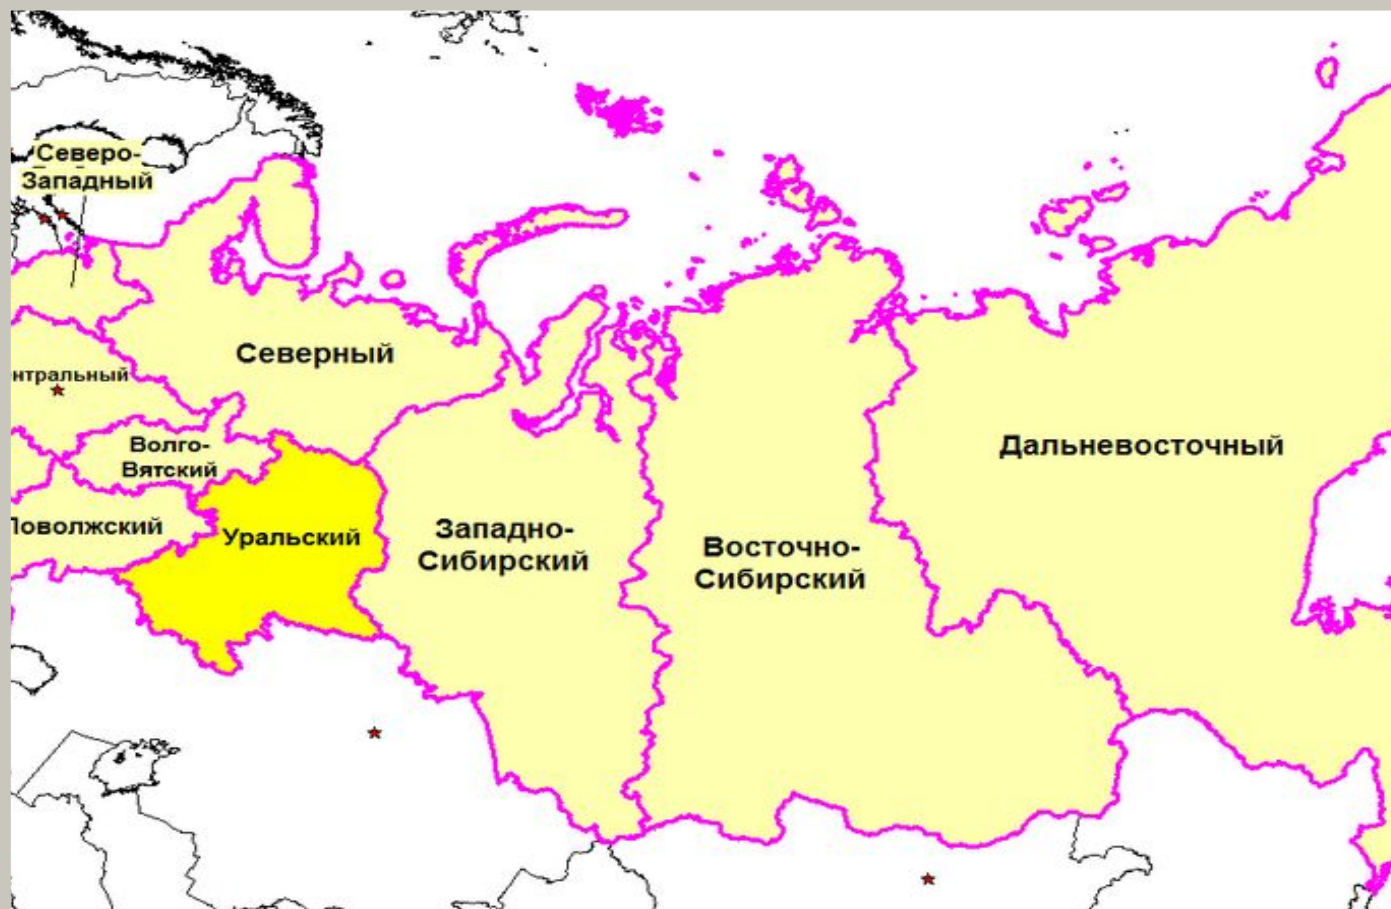 Северо-
Западный
Северный
нтральный
Волго-
Вятский
Поволжский
Уральский
Западно-
Сибирский
Восточно-
Сибирский
Дальневосточный